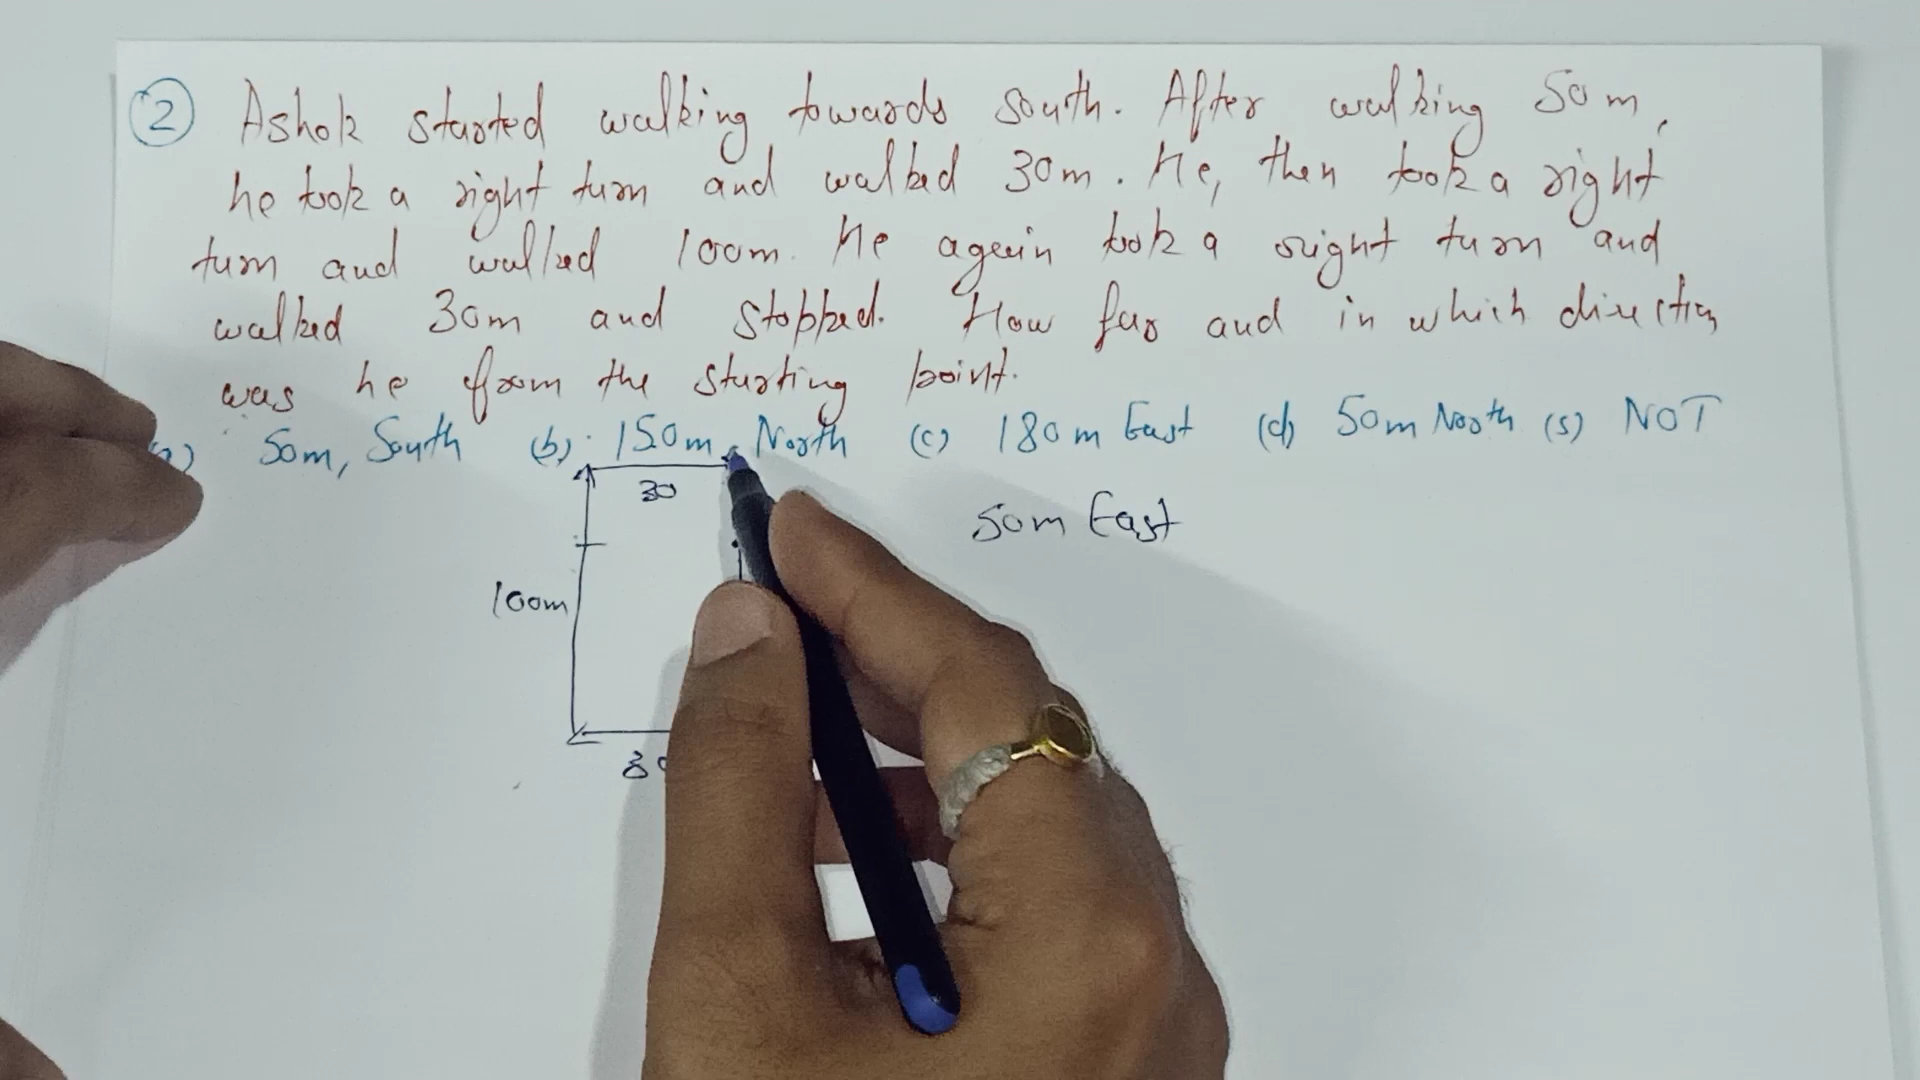 2 Ashok started walking towards south. After walking 50m,
he took a right turn and walked 30m. He, then took a right
turn and walked 100m. He again took a right turn and
walked 30m and stopped. How far and in which direction
was he from the starting point.
50m, South (b) 150m North (c) 180m East (d) 50m North (s) NOT
30
50m East
100m